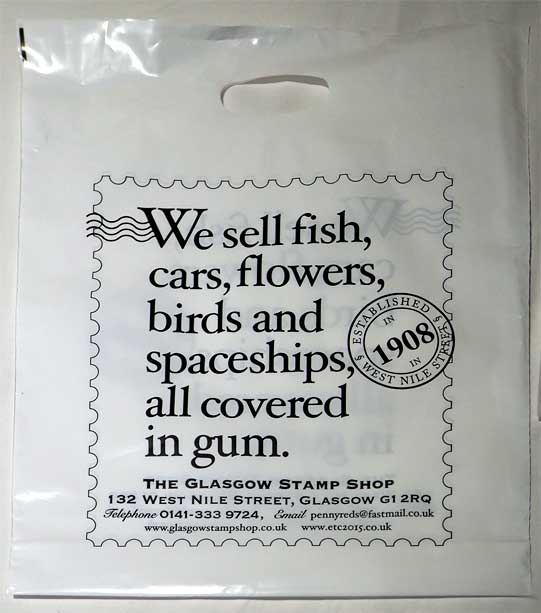 We sell fish,
cars, flowers,
birds and
spaceships,
all covered
in gum.
ESTABLISHED
IN
1908
IN
WEST NILE STREET
THE GLASGOW STAMP SHOP
132 WEST NILE STREET, GLASGOW G1 2RQ
Telephone 0141-333 9724, Email pennyreds@fastmail.co.uk
www.glasgowstampshop.co.uk www.etc2015.co.uk